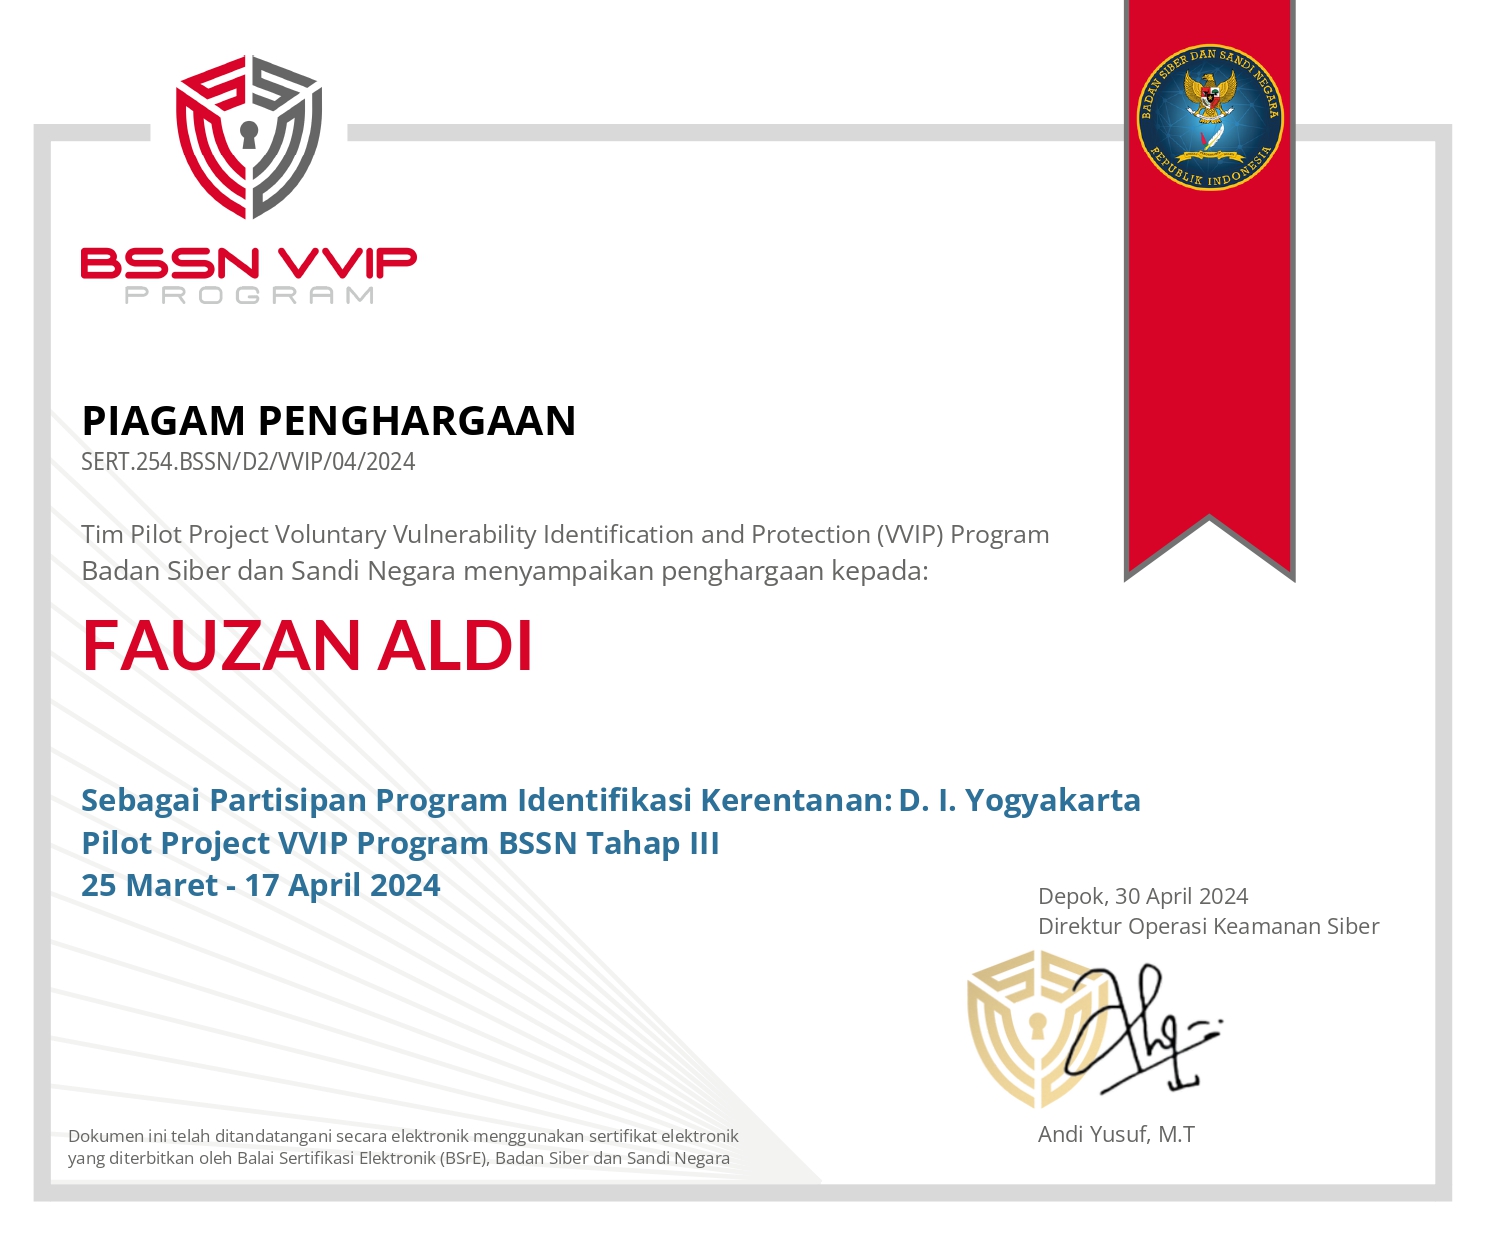 BSSN VVIP
PROGRAM
BADAN SIBER DAN SANDI NEGARA
REPUBLIK INDONESIA
PIAGAM PENGHARGAAN
SERT.254.BSSN/D2/VVIP/04/2024
Tim Pilot Project Voluntary Vulnerability Identification and Protection (VVIP) Program
Badan Siber dan Sandi Negara menyampaikan penghargaan kepada:
FAUZAN ALDI
Sebagai Partisipan Program Identifikasi Kerentanan: D. I. Yogyakarta
Pilot Project VVIP Program BSSN Tahap III
25 Maret - 17 April 2024
Depok, 30 April 2024
Direktur Operasi Keamanan Siber
Andi Yusuf, M.T
Dokumen ini telah ditandatangani secara elektronik menggunakan sertifikat elektronik
yang diterbitkan oleh Balai Sertifikasi Elektronik (BSrE), Badan Siber dan Sandi Negara